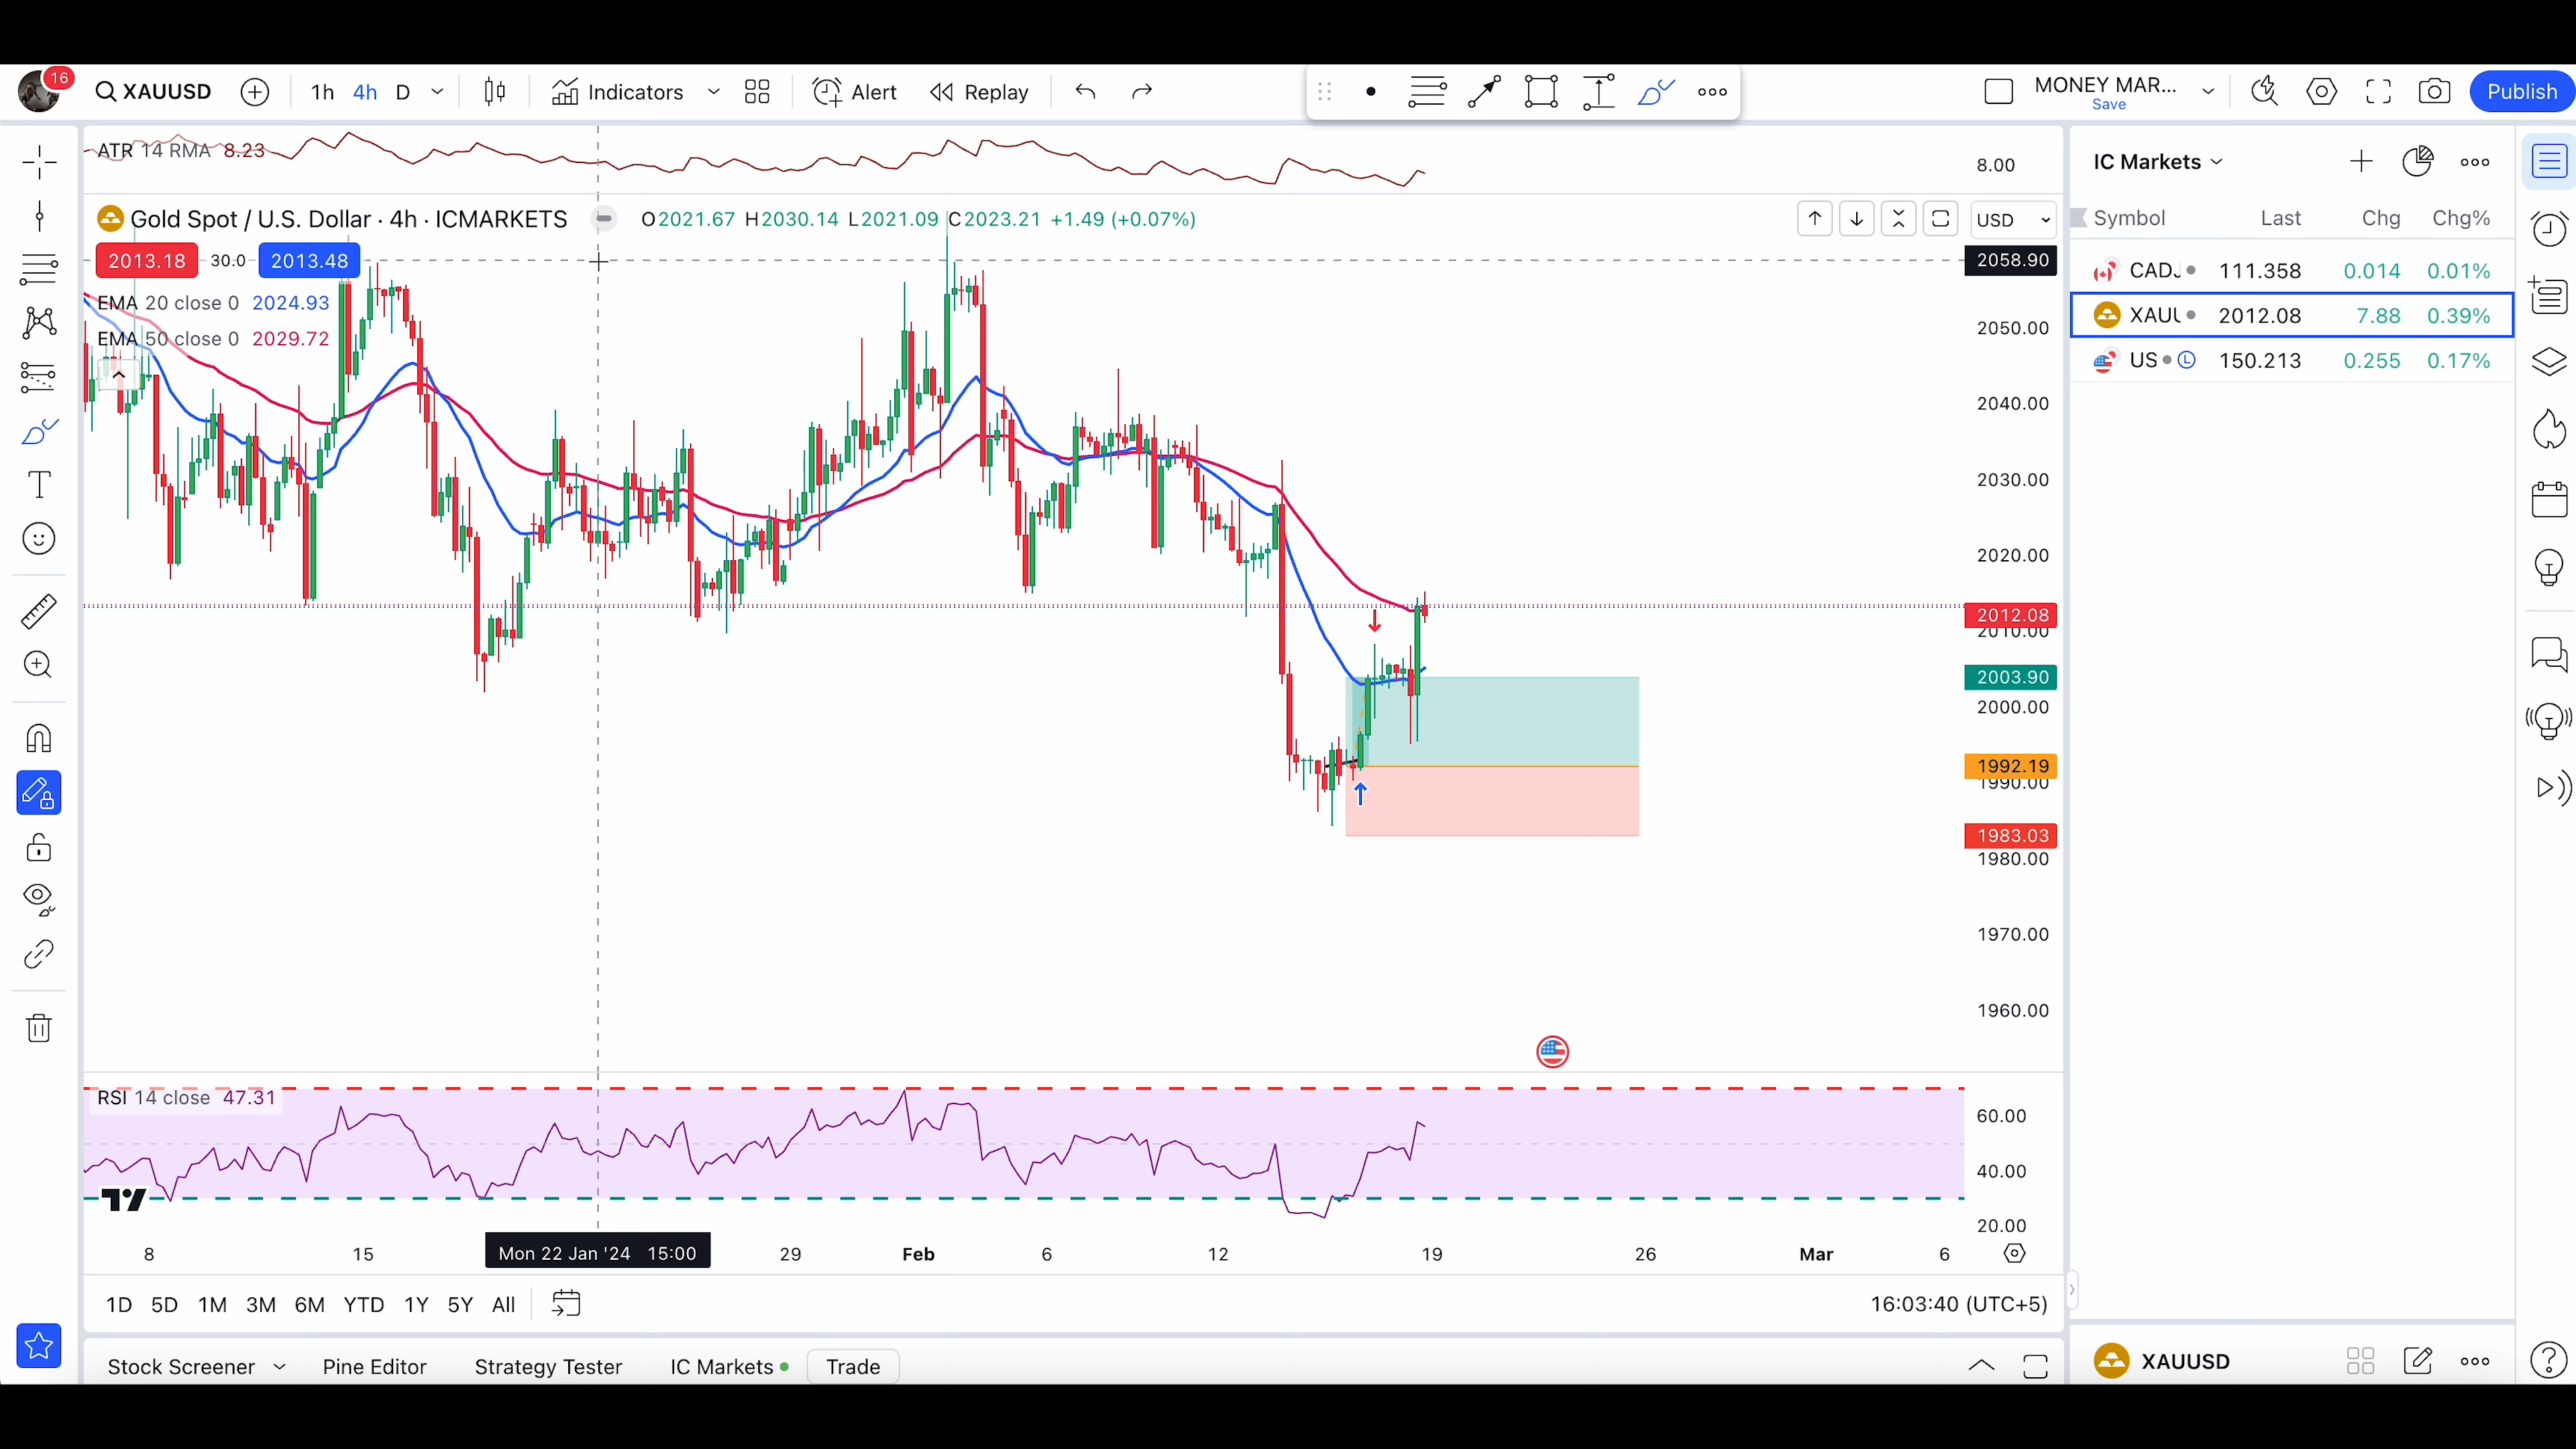 16 XAUUSD 1h 4h D Indicators Alert Replay MONEY MAR... Save Publish
ATR 14 RMA 8.23 8.00
Gold Spot / U.S. Dollar · 4h · ICMARKETS O2021.67 H2030.14 L2021.09 C2023.21 +1.49 (+0.07%) USD
2013.18 30.0 2013.48 2058.90
EMA 20 close 0 2024.93
EMA 50 close 0 2029.72
2050.00
2040.00
2030.00
2020.00
2012.08
2010.00
2003.90
2000.00
1992.19
1990.00
1983.03
1980.00
1970.00
1960.00
RSI 14 close 47.31
60.00
40.00
20.00
8 15 Mon 22 Jan '24 15:00 29 Feb 6 12 19 26 Mar 6
1D 5D 1M 3M 6M YTD 1Y 5Y All 16:03:40 (UTC+5)
Stock Screener Pine Editor Strategy Tester IC Markets Trade
IC Markets
Symbol Last Chg Chg%
CADJ 111.358 0.014 0.01%
XAUU 2012.08 7.88 0.39%
US 150.213 0.255 0.17%
XAUUSD